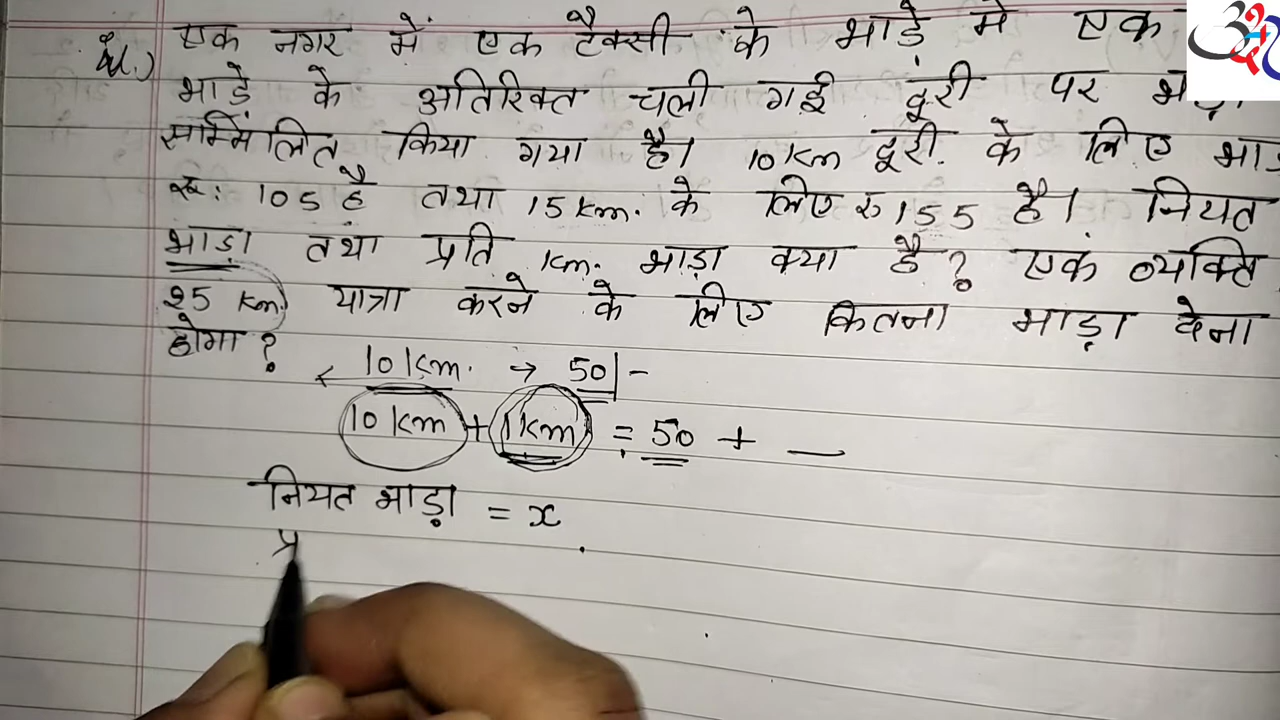 एक नगर में एक टैक्सी के भाड़े में एक
भाड़े के अतिरिक्त चली गई दूरी पर
सम्मिलित किया गया है। 10 Km दूरी के लिए
रू: 105 है तथा 15 Km. के लिए रु 155 है। नियत
भाड़ा तथा प्रति Km. भाड़ा क्या है? एक व्यक्ति
25 Km. यात्रा करने के लिए कितना भाड़ा देना
होगा?
10 Km. → 50/-
10 Km + 1 Km = 50 + __
नियत भाड़ा = x
प्र